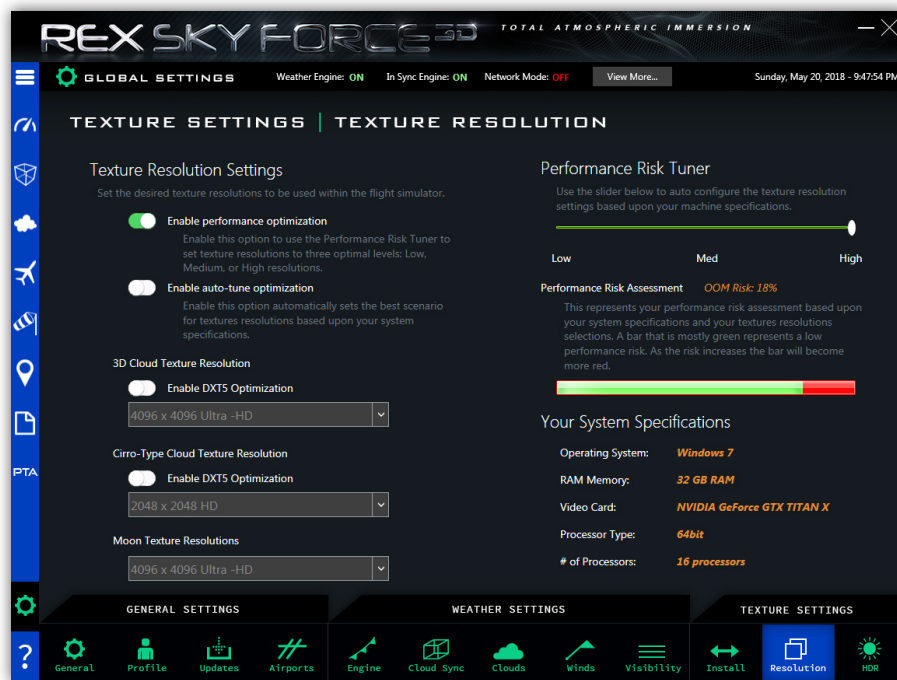 REX SKY FORCE 3D
TOTAL ATMOSPHERIC IMMERSION
GLOBAL SETTINGS
Weather Engine: ON
In Sync Engine: ON
Network Mode: OFF
View More...
Sunday, May 20, 2018 - 9:47:54 PM
TEXTURE SETTINGS | TEXTURE RESOLUTION
Texture Resolution Settings
Set the desired texture resolutions to be used within the flight simulator.
Enable performance optimization
Enable this option to use the Performance Risk Tuner to
set texture resolutions to three optimal levels: Low,
Medium, or High resolutions.
Enable auto-tune optimization
Enable this option automatically sets the best scenario
for textures resolutions based upon your system
specifications.
3D Cloud Texture Resolution
Enable DXT5 Optimization
4096 x 4096 Ultra -HD
Cirro-Type Cloud Texture Resolution
Enable DXT5 Optimization
2048 x 2048 HD
Moon Texture Resolutions
4096 x 4096 Ultra -HD
Performance Risk Tuner
Use the slider below to auto configure the texture resolution
settings based upon your machine specifications.
Low
Med
High
Performance Risk Assessment
OOM Risk: 18%
This represents your performance risk assessment based upon
your system specifications and your textures resolutions
selections. A bar that is mostly green represents a low
performance risk. As the risk increases the bar will become
more red.
Your System Specifications
Operating System: Windows 7
RAM Memory: 32 GB RAM
Video Card: NVIDIA GeForce GTX TITAN X
Processor Type: 64bit
# of Processors: 16 processors
PTA
?
GENERAL SETTINGS
WEATHER SETTINGS
TEXTURE SETTINGS
General
Profile
Updates
Airports
Engine
Cloud Sync
Clouds
Winds
Visibility
Install
Resolution
HDR